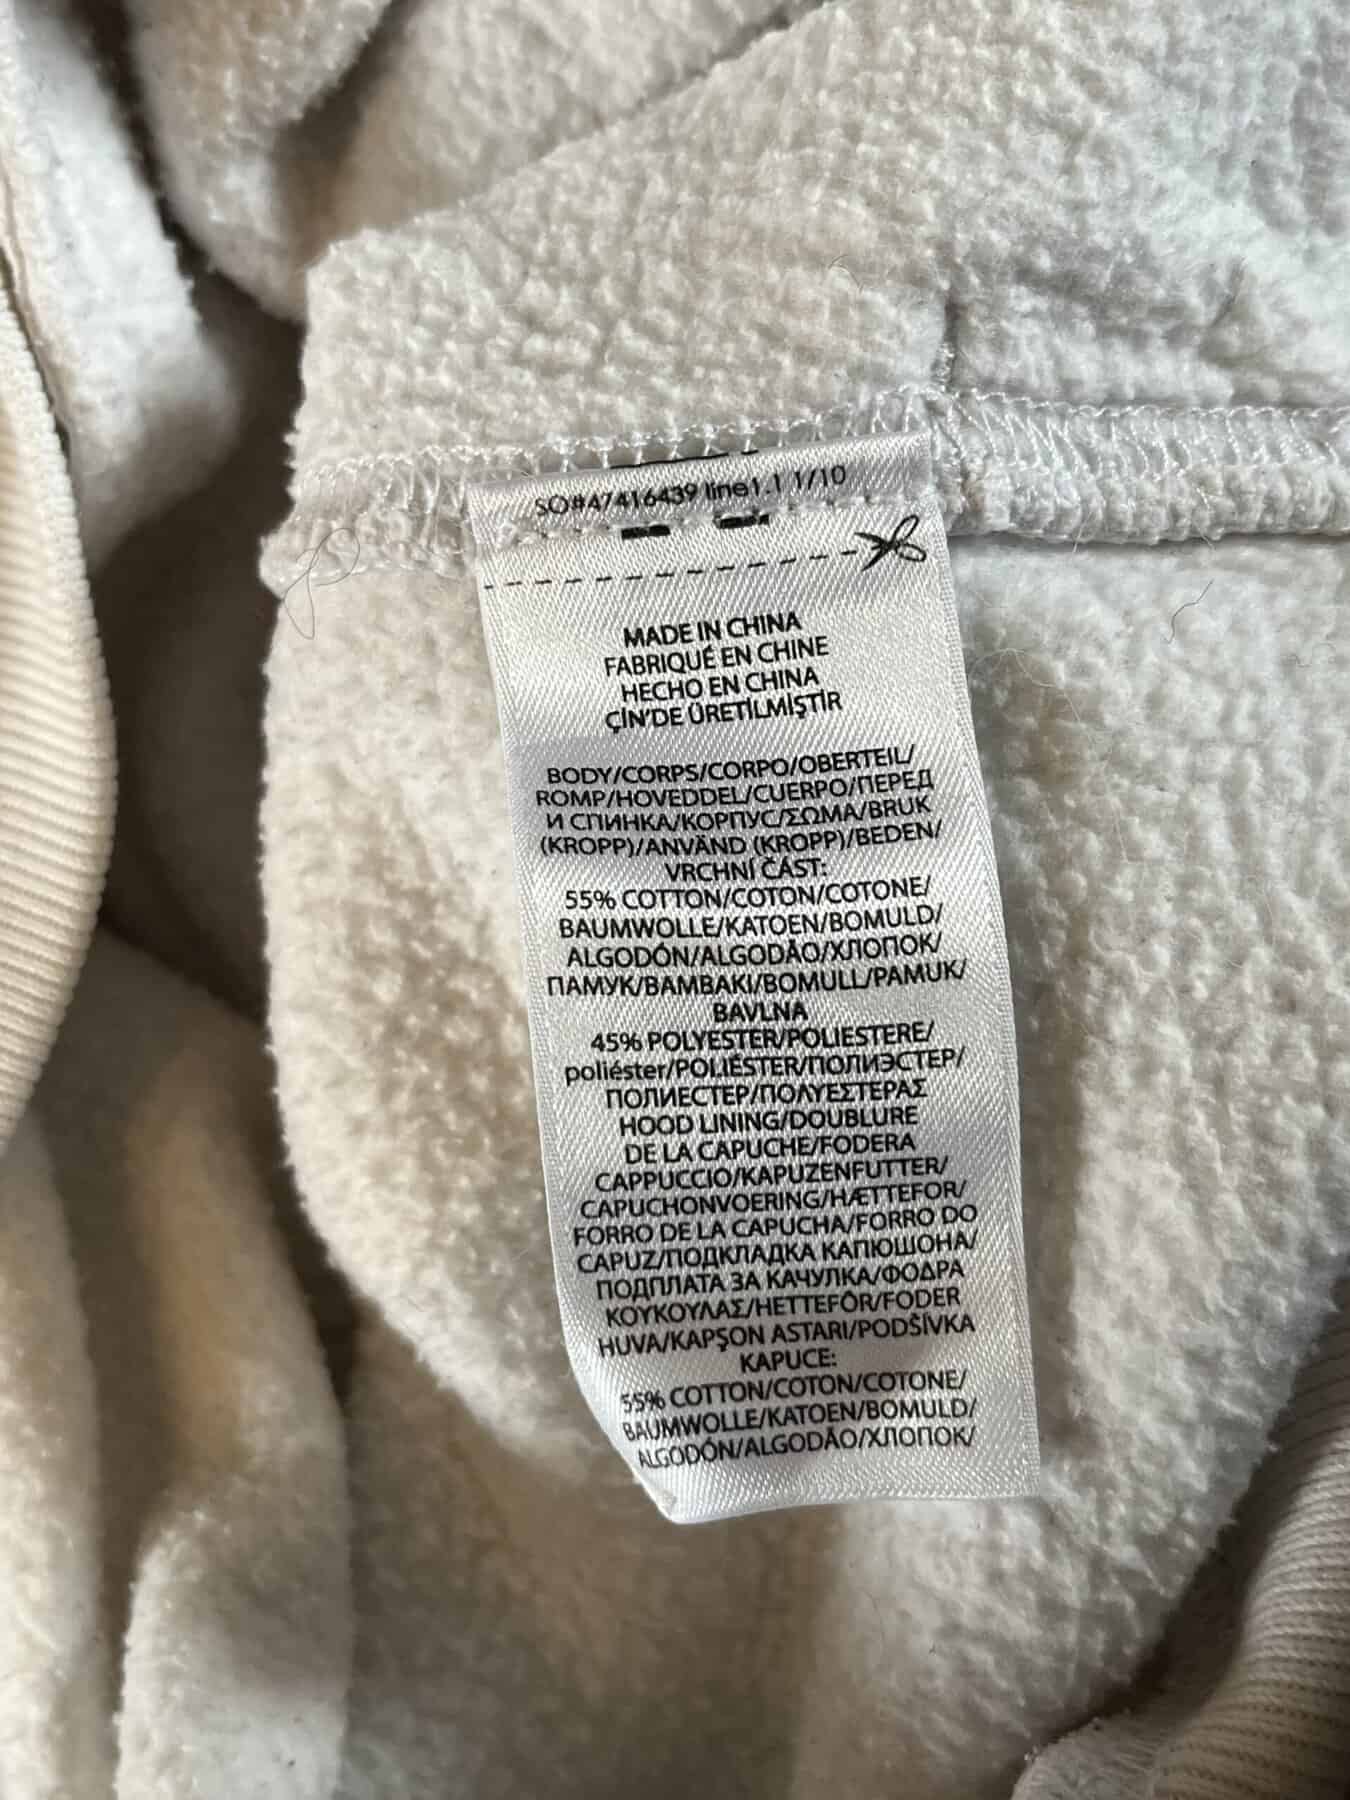 SO#47416439 line1.1 1/10
MADE IN CHINA
FABRIQUÉ EN CHINE
HECHO EN CHINA
ÇİN'DE ÜRETİLMİŞTİR
BODY/CORPS/CORPO/OBERTEIL/
ROMP/HOVEDDEL/CUERPO/ПЕРЕД
И СПИНКА/КОРПУС/ΣΩΜΑ/BRUK
(KROPP)/ANVÄND (KROPP)/BEDEN/
VRCHNÍ ČÁST:
55% COTTON/COTON/COTONE/
BAUMWOLLE/KATOEN/BOMULD/
ALGODÓN/ALGODÃO/ХЛОПОК/
ПАМУК/ΒΑΜΒΑΚΙ/BOMULL/PAMUK/
BAVLNA
45% POLYESTER/POLIESTERE/
poliéster/POLIÉSTER/ПОЛИЭСТЕР/
ПОЛИЕСТЕР/ΠΟΛΥΕΣΤΕΡΑΣ
HOOD LINING/DOUBLURE
DE LA CAPUCHE/FODERA
CAPPUCCIO/KAPUZENFUTTER/
CAPUCHONVOERING/HÆTTEFOR/
FORRO DE LA CAPUCHA/FORRO DO
CAPUZ/ПОДКЛАДКА КАПЮШОНА/
ПОДПЛАТА ЗА КАЧУЛКА/ΦΟΔΡΑ
ΚΟΥΚΟΥΛΑΣ/HETTEFÔR/FODER
HUVA/KAPŞON ASTARI/PODŠÍVKA
KAPUCE:
55% COTTON/COTON/COTONE/
BAUMWOLLE/KATOEN/BOMULD/
ALGODÓN/ALGODÃO/ХЛОПОК/